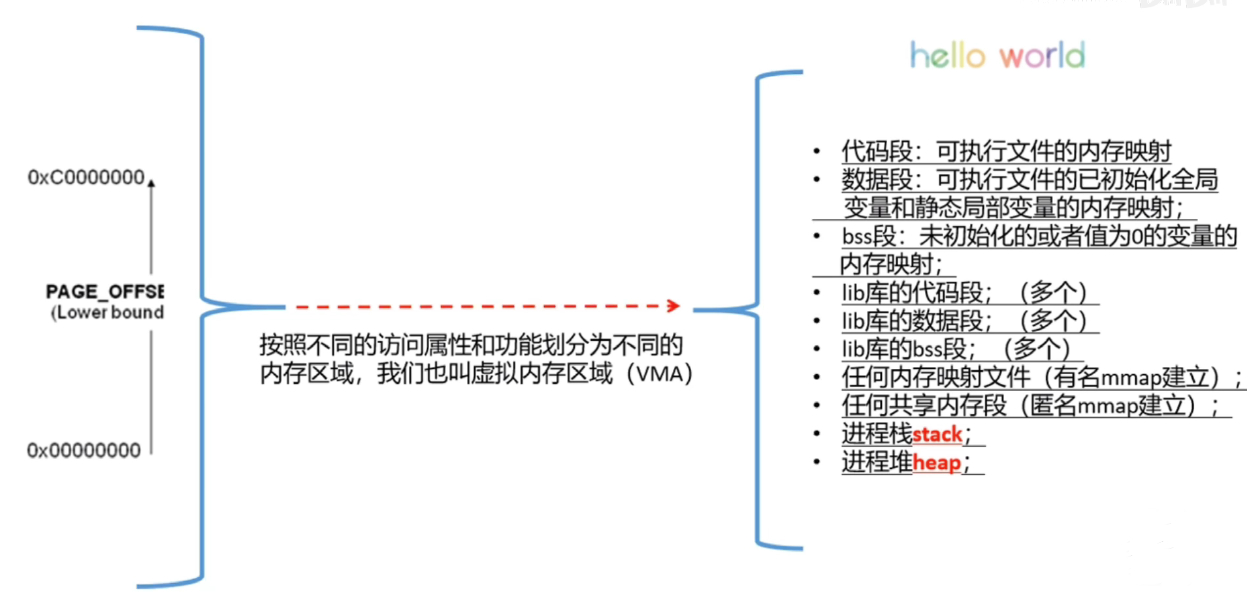 hello world
0xC0000000
PAGE_OFFSE
(Lower bound
0x00000000
按照不同的访问属性和功能划分为不同的
内存区域，我们也叫虚拟内存区域（VMA）
• 代码段：可执行文件的内存映射
• 数据段：可执行文件的已初始化全局
变量和静态局部变量的内存映射；
• bss段：未初始化的或者值为0的变量的
内存映射；
• lib库的代码段；（多个）
• lib库的数据段；（多个）
• lib库的bss段；（多个）
• 任何内存映射文件（有名mmap建立）；
• 任何共享内存段（匿名mmap建立）；
• 进程栈stack；
• 进程堆heap；